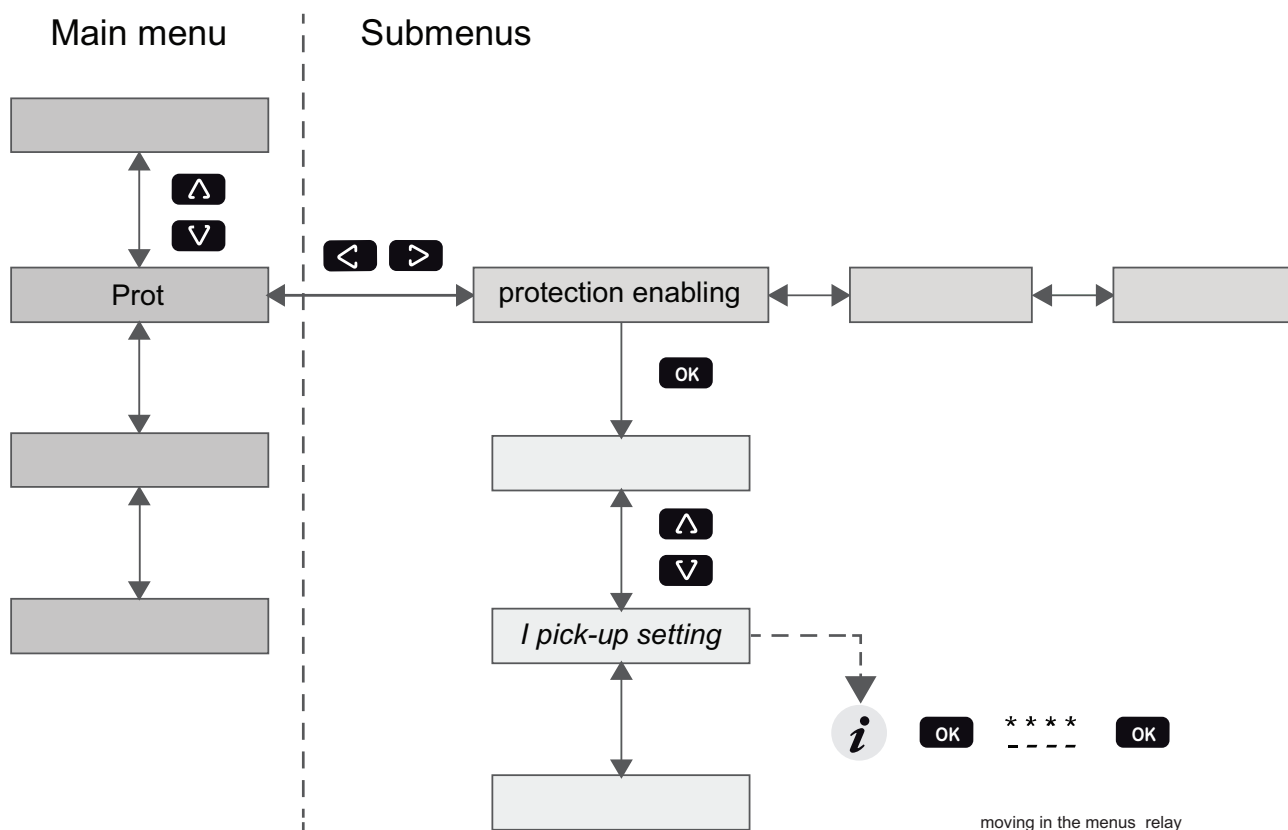 Main menu
Submenus
Prot
protection enabling
OK
I pick-up setting
i OK **** ---- OK
moving in the menus relay